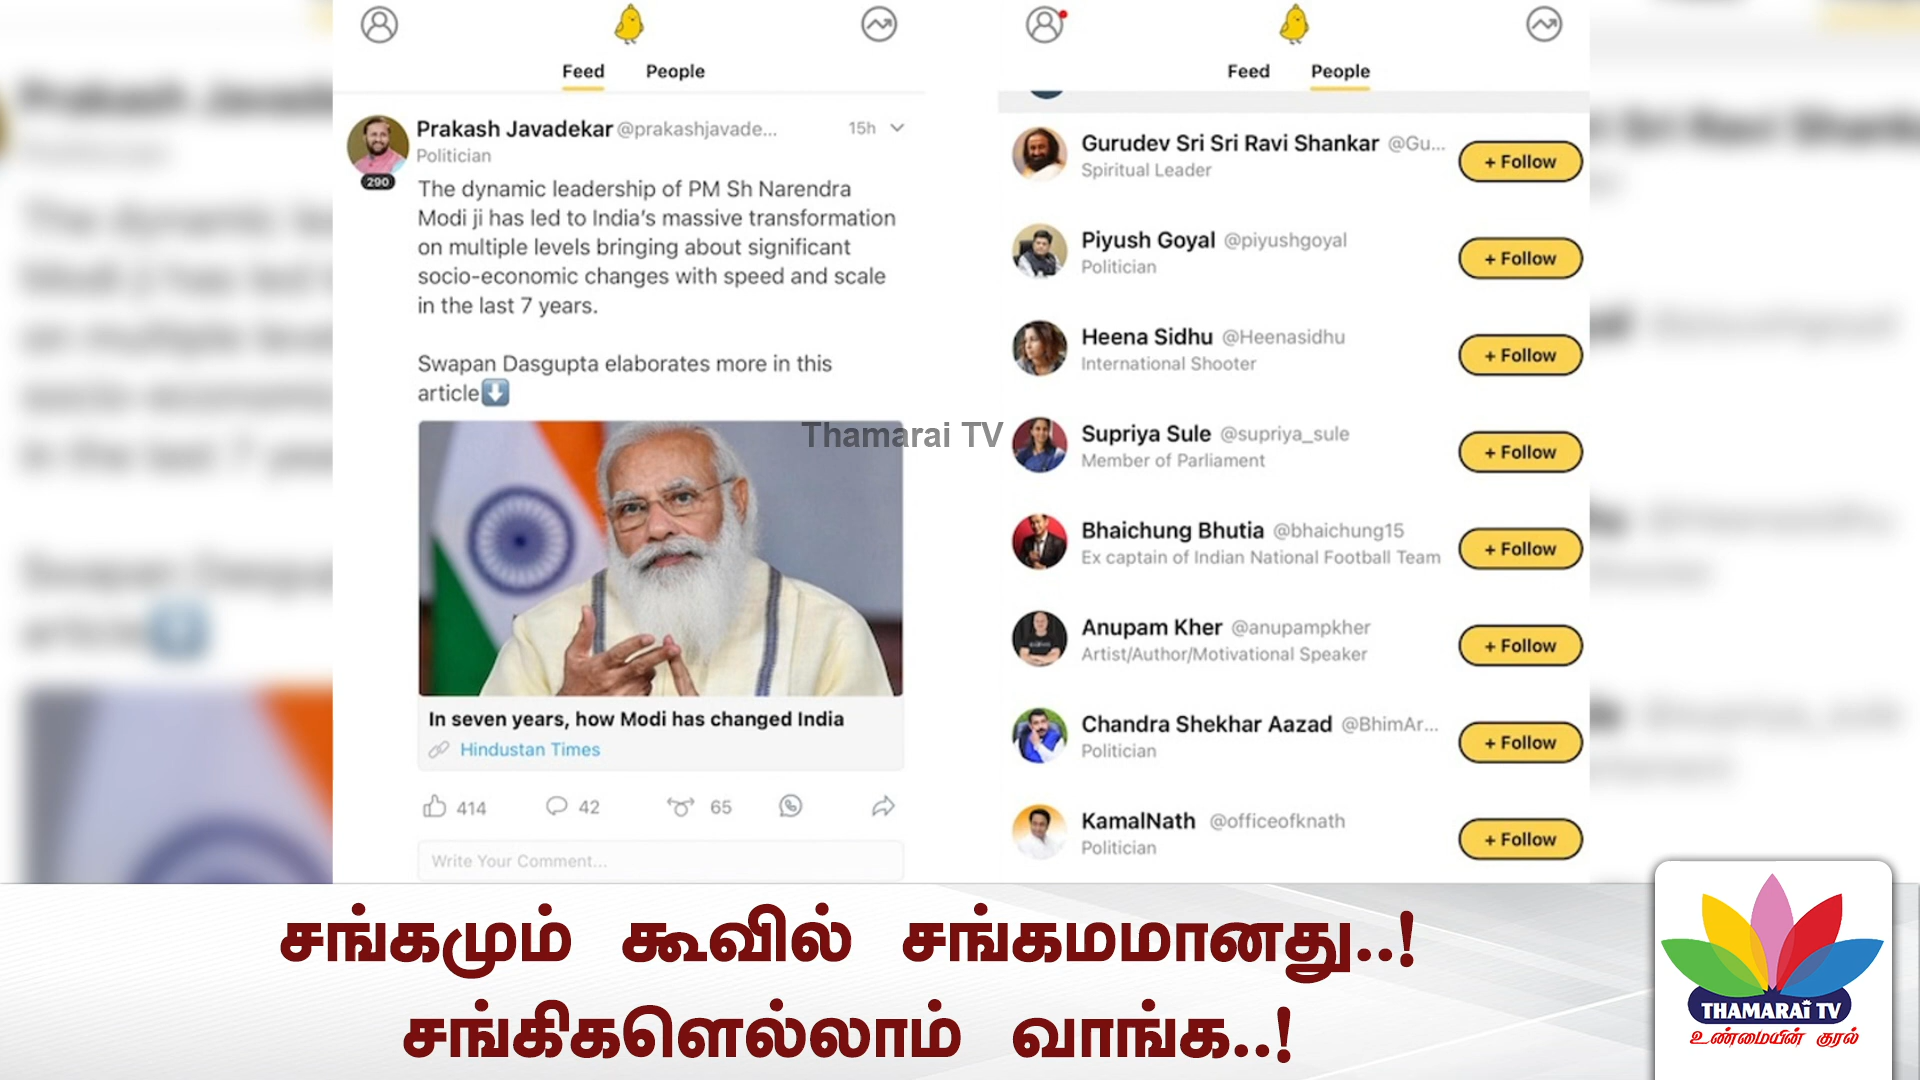 Feed People
Prakash Javadekar @prakashjavade... 15h
Politician
290
The dynamic leadership of PM Sh Narendra
Modi ji has led to India's massive transformation
on multiple levels bringing about significant
socio-economic changes with speed and scale
in the last 7 years.
Swapan Dasgupta elaborates more in this
article⬇️
In seven years, how Modi has changed India
Hindustan Times
414 42 65
Write Your Comment...
Thamarai TV
Feed People
Gurudev Sri Sri Ravi Shankar @Gu...
Spiritual Leader
+ Follow
Piyush Goyal @piyushgoyal
Politician
+ Follow
Heena Sidhu @Heenasidhu
International Shooter
+ Follow
Supriya Sule @supriya_sule
Member of Parliament
+ Follow
Bhaichung Bhutia @bhaichung15
Ex captain of Indian National Football Team
+ Follow
Anupam Kher @anupampkher
Artist/Author/Motivational Speaker
+ Follow
Chandra Shekhar Aazad @BhimAr...
Politician
+ Follow
KamalNath @officeofknath
Politician
+ Follow
சங்கமும் கூவில் சங்கமமானது..!
சங்கிகளெல்லாம் வாங்க..!
THAMARAI TV
உண்மையின் குரல்